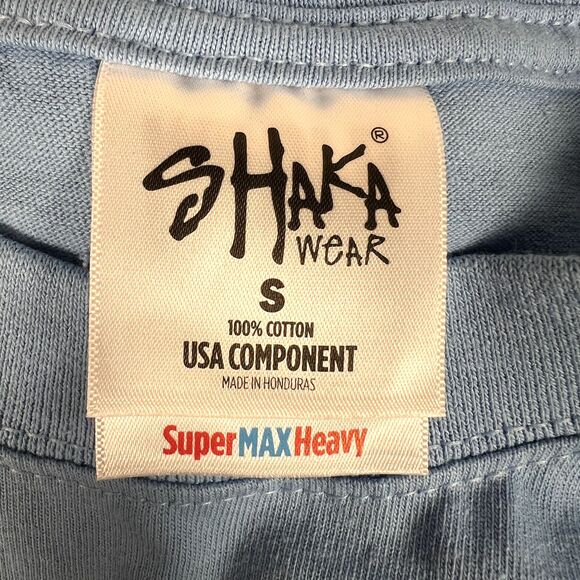 SHAKA®
WEAR
S
100% COTTON
USA COMPONENT
MADE IN HONDURAS
SuperMAXHeavy